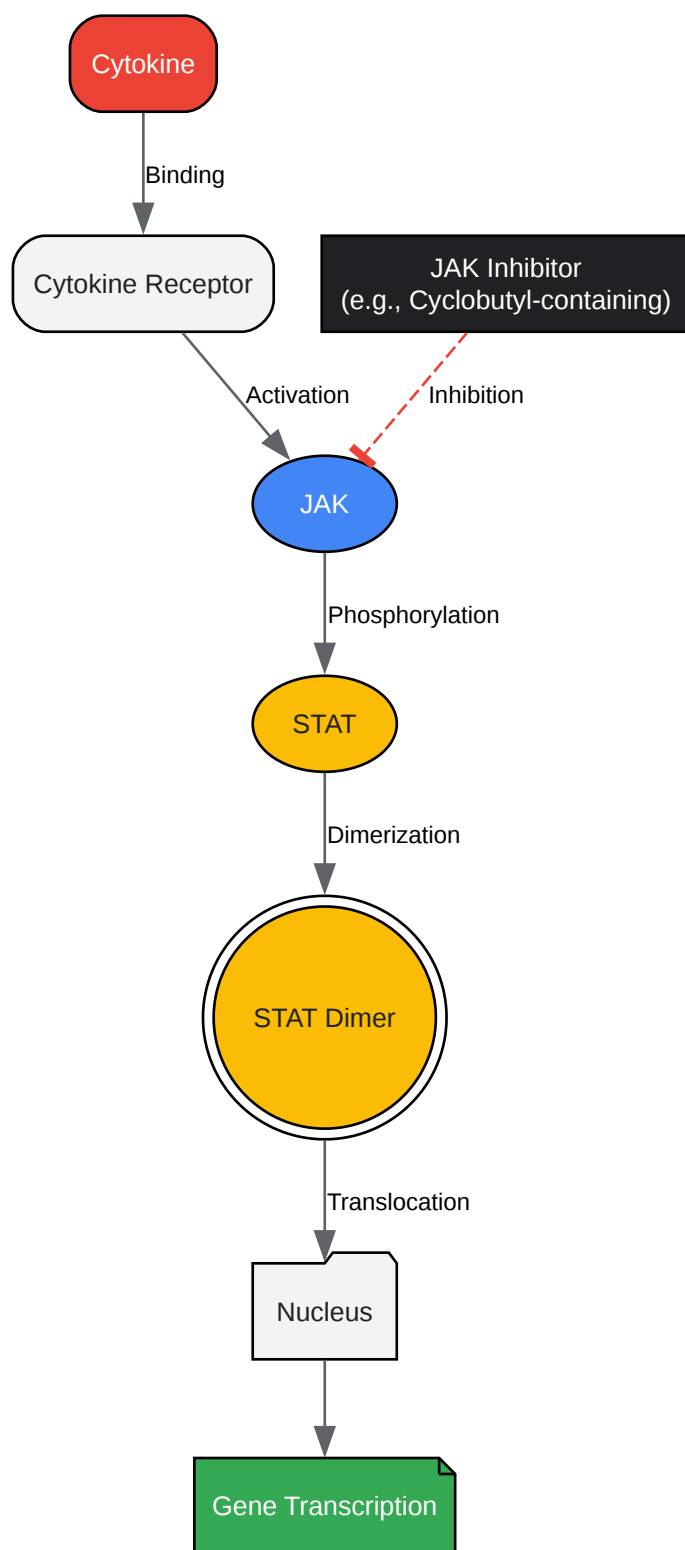 Cytokine
Binding
Cytokine Receptor
JAK Inhibitor
(e.g., Cyclobutyl-containing)
Activation
Inhibition
JAK
Phosphorylation
STAT
Dimerization
STAT Dimer
Translocation
Nucleus
Gene Transcription